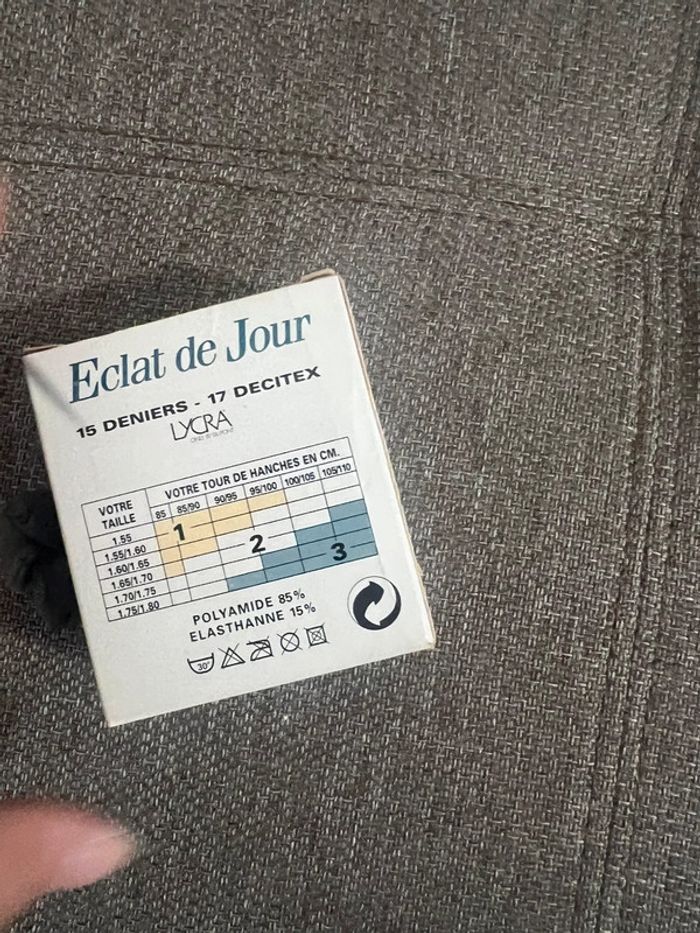 Eclat de Jour
15 DENIERS - 17 DECITEX
LYCRA
VOTRE TAILLE
VOTRE TOUR DE HANCHES EN CM.
85 85/90 90/95 95/100 100/105 105/110
1.55
1.55/1.60
1.60/1.65
1.65/1.70
1.70/1.75
1.75/1.80
1
2
3
POLYAMIDE 85%
ELASTHANNE 15%
30°